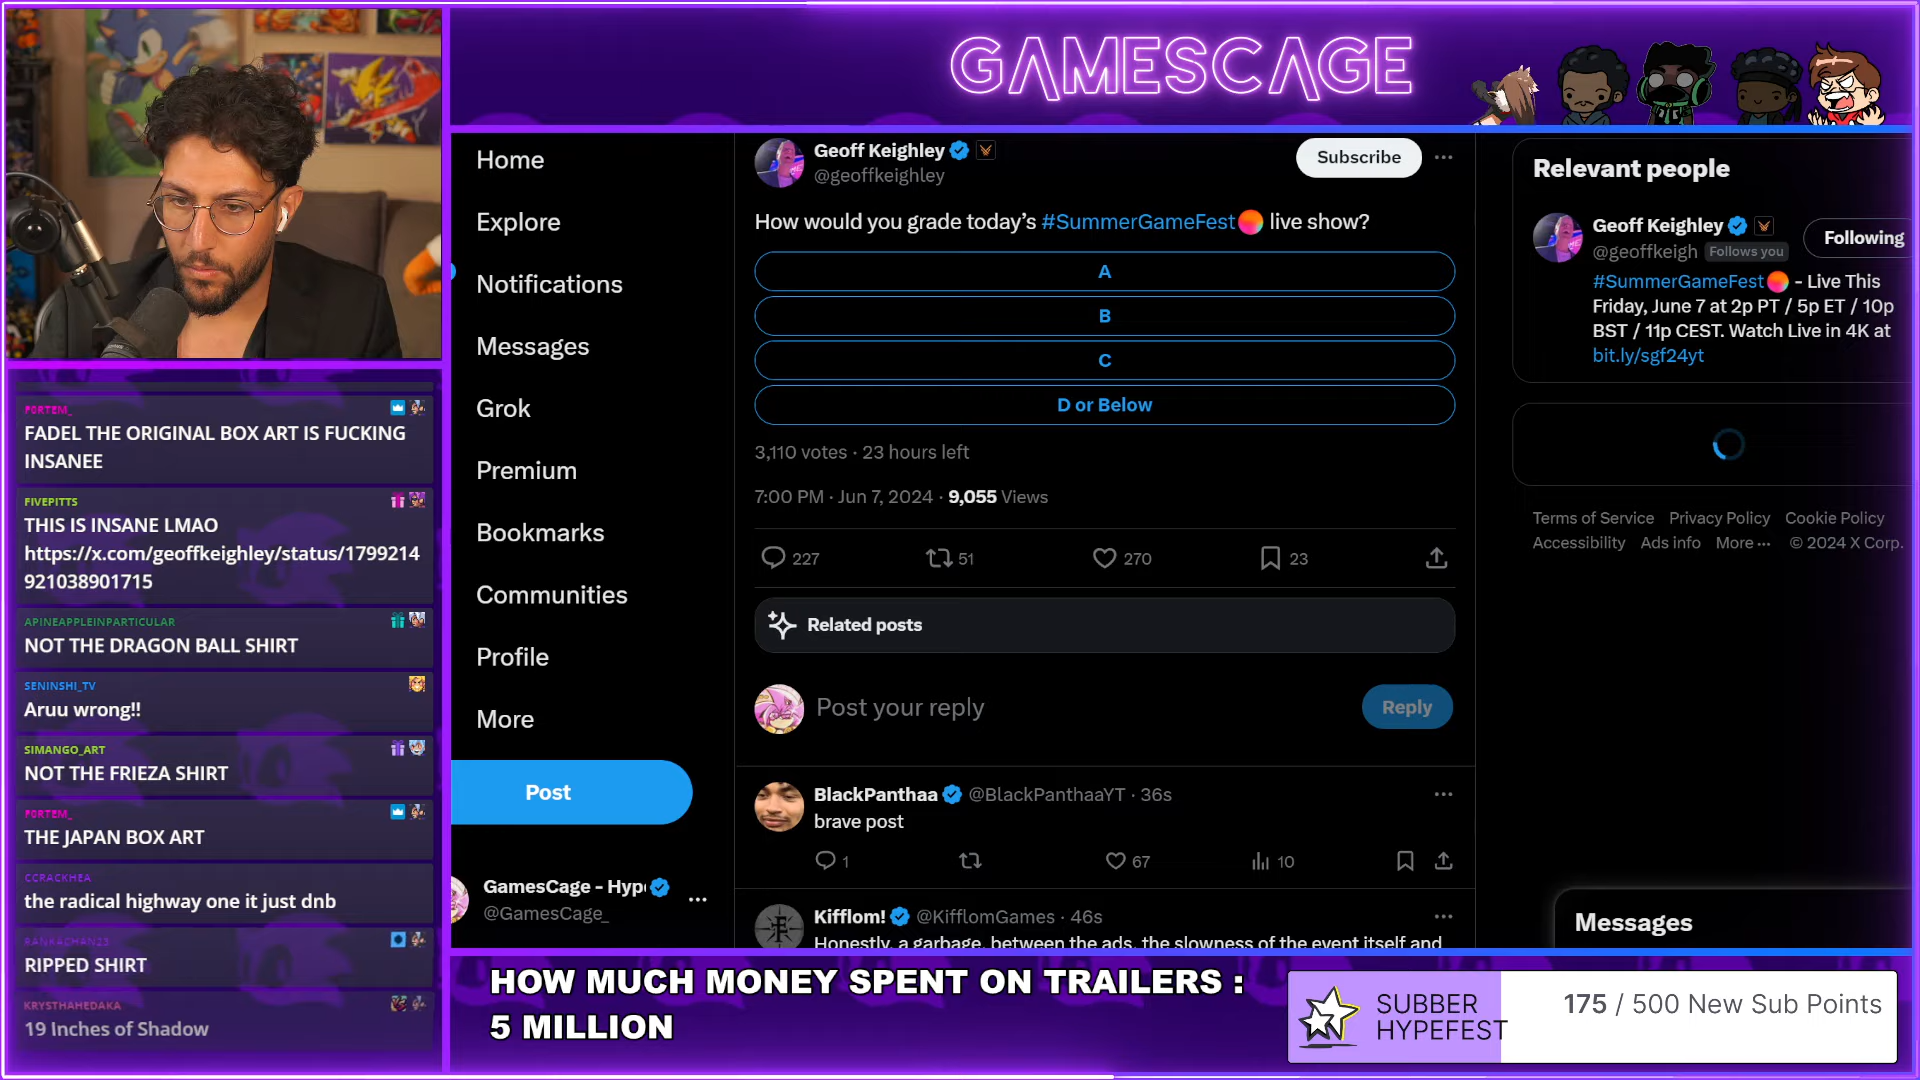 GAMESCAGE
FORTEM_
FADEL THE ORIGINAL BOX ART IS FUCKING
INSANEE
FIVEPITTS
THIS IS INSANE LMAO
https://x.com/geoffkeighley/status/1799214
921038901715
APINEAPPLEINPARTICULAR
NOT THE DRAGON BALL SHIRT
SENINSHI_TV
Aruu wrong!!
SIMANGO_ART
NOT THE FRIEZA SHIRT
FORTEM_
THE JAPAN BOX ART
CCRACKHEA
the radical highway one it just dnb
RANKACHAN23
RIPPED SHIRT
KRYSTHAHEDAKA
19 Inches of Shadow
Home
Explore
Notifications
Messages
Grok
Premium
Bookmarks
Communities
Profile
More
Post
GamesCage - Hyp
@GamesCage_
Geoff Keighley
@geoffkeighley
Subscribe
How would you grade today's #SummerGameFest live show?
A
B
C
D or Below
3,110 votes · 23 hours left
7:00 PM · Jun 7, 2024 · 9,055 Views
227 51 270 23
Related posts
Post your reply
Reply
BlackPanthaa @BlackPanthaaYT · 36s
brave post
1 67 10
Kifflom! @KifflomGames · 46s
Honestly, a garbage, between the ads, the slowness of the event itself and
Relevant people
Geoff Keighley
@geoffkeigh Follows you
Following
#SummerGameFest - Live This
Friday, June 7 at 2p PT / 5p ET / 10p
BST / 11p CEST. Watch Live in 4K at
bit.ly/sgf24yt
Terms of Service Privacy Policy Cookie Policy
Accessibility Ads info More ··· © 2024 X Corp.
Messages
HOW MUCH MONEY SPENT ON TRAILERS :
5 MILLION
SUBBER
HYPEFEST
175 / 500 New Sub Points